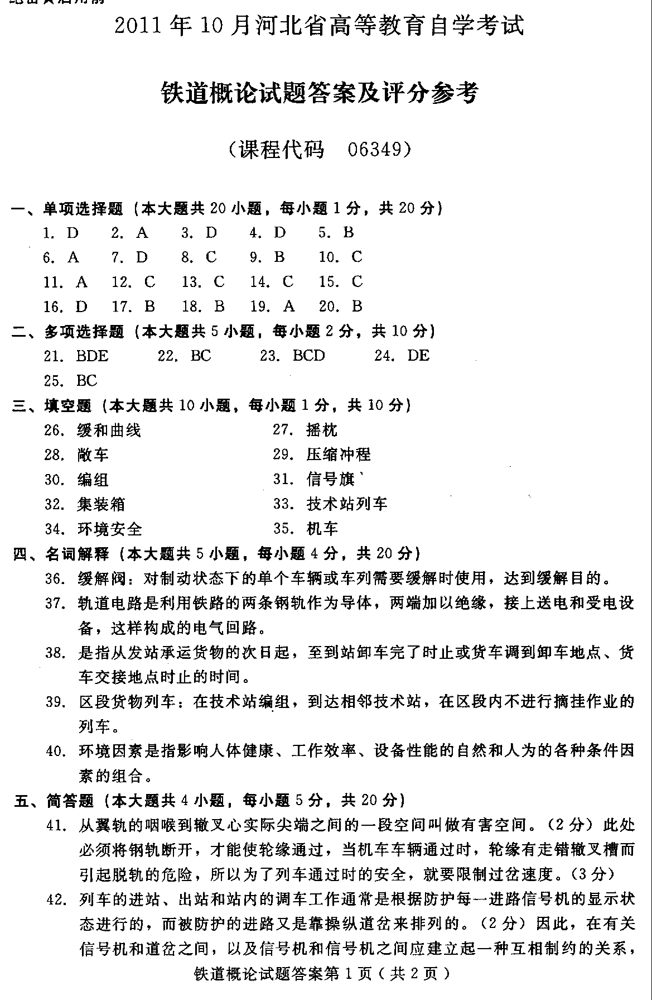 2011 年 10 月河北省高等教育自学考试
铁道概论试题答案及评分参考
（课程代码　06349）
一、单项选择题（本大题共 20 小题，每小题 1 分，共 20 分）
1. D　2. A　3. D　4. D　5. B
6. A　7. D　8. C　9. B　10. C
11. A　12. C　13. C　14. C　15. C
16. D　17. B　18. B　19. A　20. B
二、多项选择题（本大题共 5 小题，每小题 2 分，共 10 分）
21. BDE　22. BC　23. BCD　24. DE
25. BC
三、填空题（本大题共 10 小题，每小题 1 分，共 10 分）
26. 缓和曲线　27. 摇枕
28. 敞车　29. 压缩冲程
30. 编组　31. 信号旗
32. 集装箱　33. 技术站列车
34. 环境安全　35. 机车
四、名词解释（本大题共 5 小题，每小题 4 分，共 20 分）
36. 缓解阀：对制动状态下的单个车辆或车列需要缓解时使用，达到缓解目的。
37. 轨道电路是利用铁路的两条钢轨作为导体，两端加以绝缘，接上送电和受电设
备，这样构成的电气回路。
38. 是指从发站承运货物的次日起，至到站卸车完了时止或货车调到卸车地点、货
车交接地点时止的时间。
39. 区段货物列车：在技术站编组，到达相邻技术站，在区段内不进行摘挂作业的
列车。
40. 环境因素是指影响人体健康、工作效率、设备性能的自然和人为的各种条件因
素的组合。
五、简答题（本大题共 4 小题，每小题 5 分，共 20 分）
41. 从翼轨的咽喉到辙叉心实际尖端之间的一段空间叫做有害空间。（2 分）此处
必须将钢轨断开，才能使轮缘通过，当机车车辆通过时，轮缘有走错辙叉槽而
引起脱轨的危险，所以为了列车通过时的安全，就要限制过岔速度。（3 分）
42. 列车的进站、出站和站内的调车工作通常是根据防护每一进路信号机的显示状
态进行的，而被防护的进路又是靠操纵道岔来排列的。（2 分）因此，在有关
信号机和道岔之间，以及信号机和信号机之间应建立起一种互相制约的关系，
铁道概论试题答案第 1 页（共 2 页）